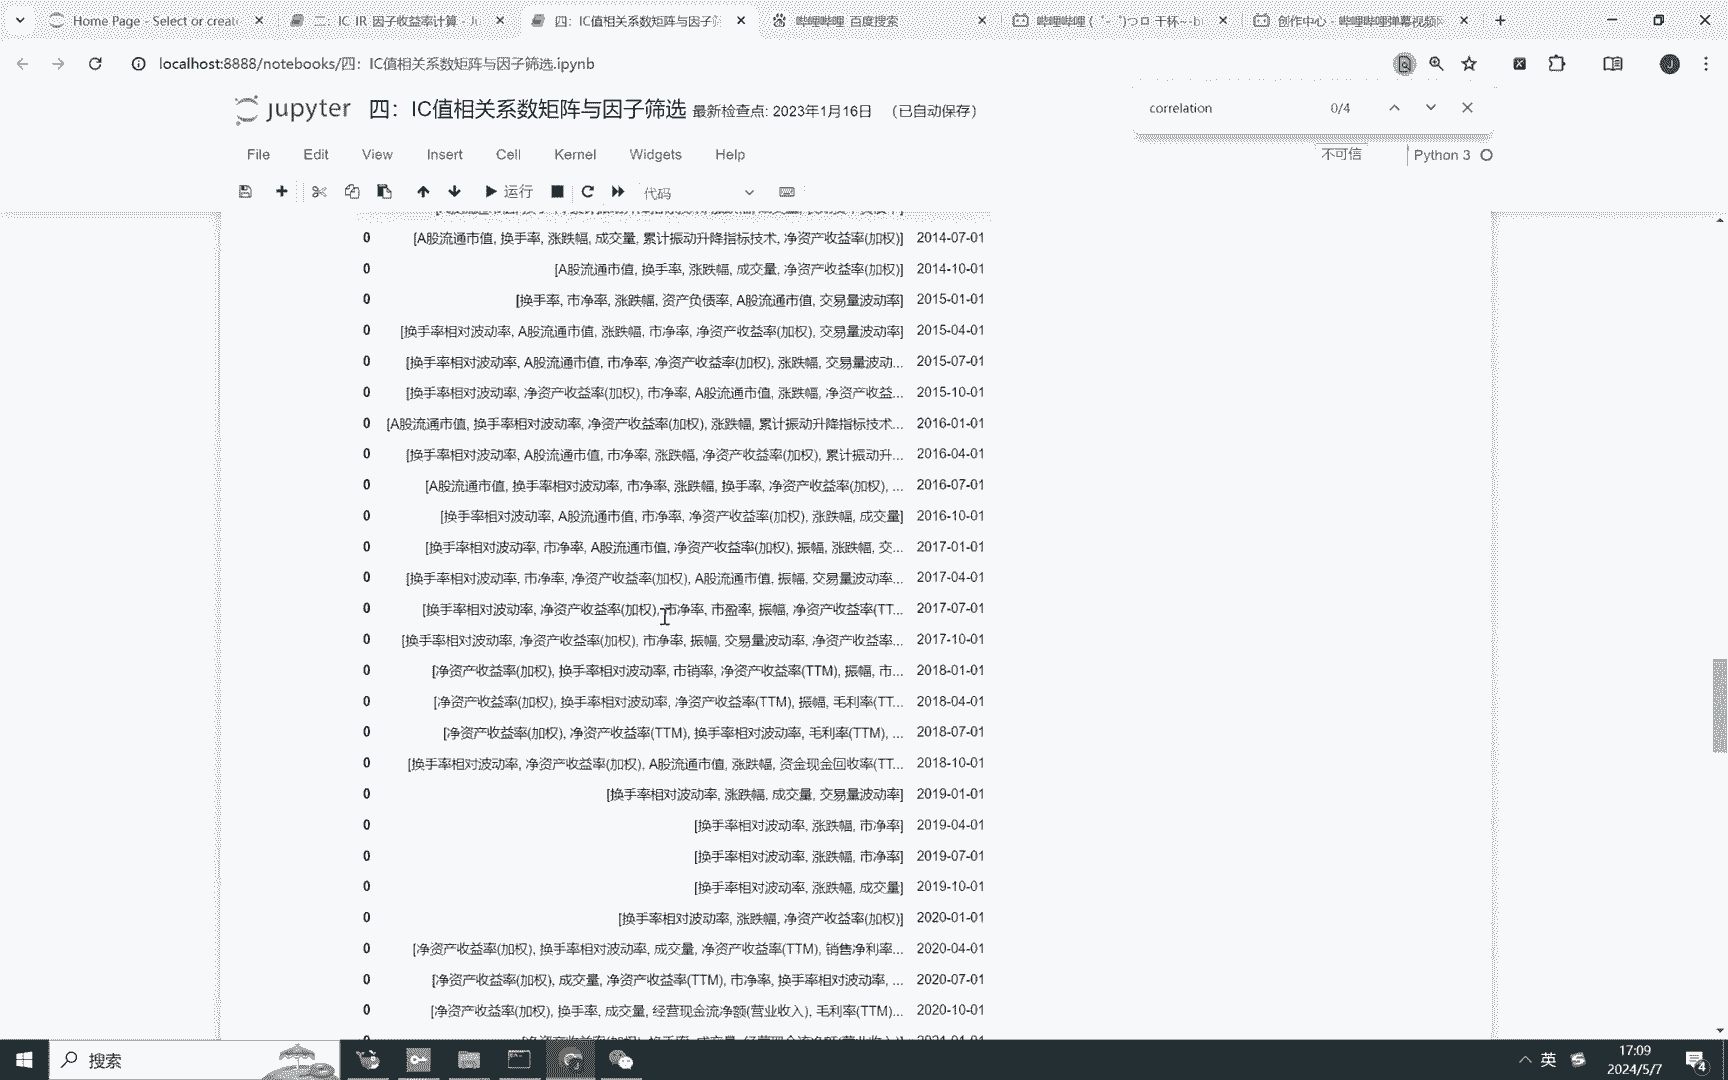 Home Page - Select or create
二：IC IR 因子收益率计算 - Ju
四：IC值相关系数矩阵与因子筛
哔哩哔哩 百度搜索
哔哩哔哩 (゜-゜)つロ 干杯~-bi
创作中心 - 哔哩哔哩弹幕视频网
localhost:8888/notebooks/四：IC值相关系数矩阵与因子筛选.ipynb
J
jupyter 四：IC值相关系数矩阵与因子筛选 最新检查点: 2023年1月16日 （已自动保存）
correlation 0/4
File Edit View Insert Cell Kernel Widgets Help
不可信 Python 3
运行 代码
0 [A股流通市值, 换手率, 涨跌幅, 成交量, 累计振动升降指标技术, 净资产收益率(加权)] 2014-07-01
0 [A股流通市值, 换手率, 涨跌幅, 成交量, 净资产收益率(加权)] 2014-10-01
0 [换手率, 市净率, 涨跌幅, 资产负债率, A股流通市值, 交易量波动率] 2015-01-01
0 [换手率相对波动率, A股流通市值, 涨跌幅, 市净率, 净资产收益率(加权), 交易量波动率] 2015-04-01
0 [换手率相对波动率, A股流通市值, 市净率, 净资产收益率(加权), 涨跌幅, 交易量波动... 2015-07-01
0 [换手率相对波动率, 净资产收益率(加权), 市净率, A股流通市值, 涨跌幅, 净资产收益... 2015-10-01
0 [A股流通市值, 换手率相对波动率, 净资产收益率(加权), 涨跌幅, 累计振动升降指标技术... 2016-01-01
0 [换手率相对波动率, A股流通市值, 市净率, 涨跌幅, 净资产收益率(加权), 累计振动升... 2016-04-01
0 [A股流通市值, 换手率相对波动率, 市净率, 涨跌幅, 换手率, 净资产收益率(加权), ... 2016-07-01
0 [换手率相对波动率, A股流通市值, 市净率, 净资产收益率(加权), 涨跌幅, 成交量] 2016-10-01
0 [换手率相对波动率, 市净率, A股流通市值, 净资产收益率(加权), 振幅, 涨跌幅, 交... 2017-01-01
0 [换手率相对波动率, 市净率, 净资产收益率(加权), A股流通市值, 振幅, 交易量波动率... 2017-04-01
0 [换手率相对波动率, 净资产收益率(加权), 市净率, 市盈率, 振幅, 净资产收益率(TT... 2017-07-01
0 [换手率相对波动率, 净资产收益率(加权), 市净率, 振幅, 交易量波动率, 净资产收益率... 2017-10-01
0 [净资产收益率(加权), 换手率相对波动率, 市销率, 净资产收益率(TTM), 振幅, 市... 2018-01-01
0 [净资产收益率(加权), 换手率相对波动率, 净资产收益率(TTM), 振幅, 毛利率(TT... 2018-04-01
0 [净资产收益率(加权), 净资产收益率(TTM), 换手率相对波动率, 毛利率(TTM), ... 2018-07-01
0 [换手率相对波动率, 净资产收益率(加权), A股流通市值, 涨跌幅, 资金现金回收率(TT... 2018-10-01
0 [换手率相对波动率, 涨跌幅, 成交量, 交易量波动率] 2019-01-01
0 [换手率相对波动率, 涨跌幅, 市净率] 2019-04-01
0 [换手率相对波动率, 涨跌幅, 市净率] 2019-07-01
0 [换手率相对波动率, 涨跌幅, 成交量] 2019-10-01
0 [换手率相对波动率, 涨跌幅, 净资产收益率(加权)] 2020-01-01
0 [净资产收益率(加权), 换手率相对波动率, 成交量, 净资产收益率(TTM), 销售净利率... 2020-04-01
0 [净资产收益率(加权), 成交量, 净资产收益率(TTM), 市净率, 换手率相对波动率, ... 2020-07-01
0 [净资产收益率(加权), 换手率, 成交量, 经营现金流净额(营业收入), 毛利率(TTM)... 2020-10-01
搜索
英
17:09
2024/5/7
4